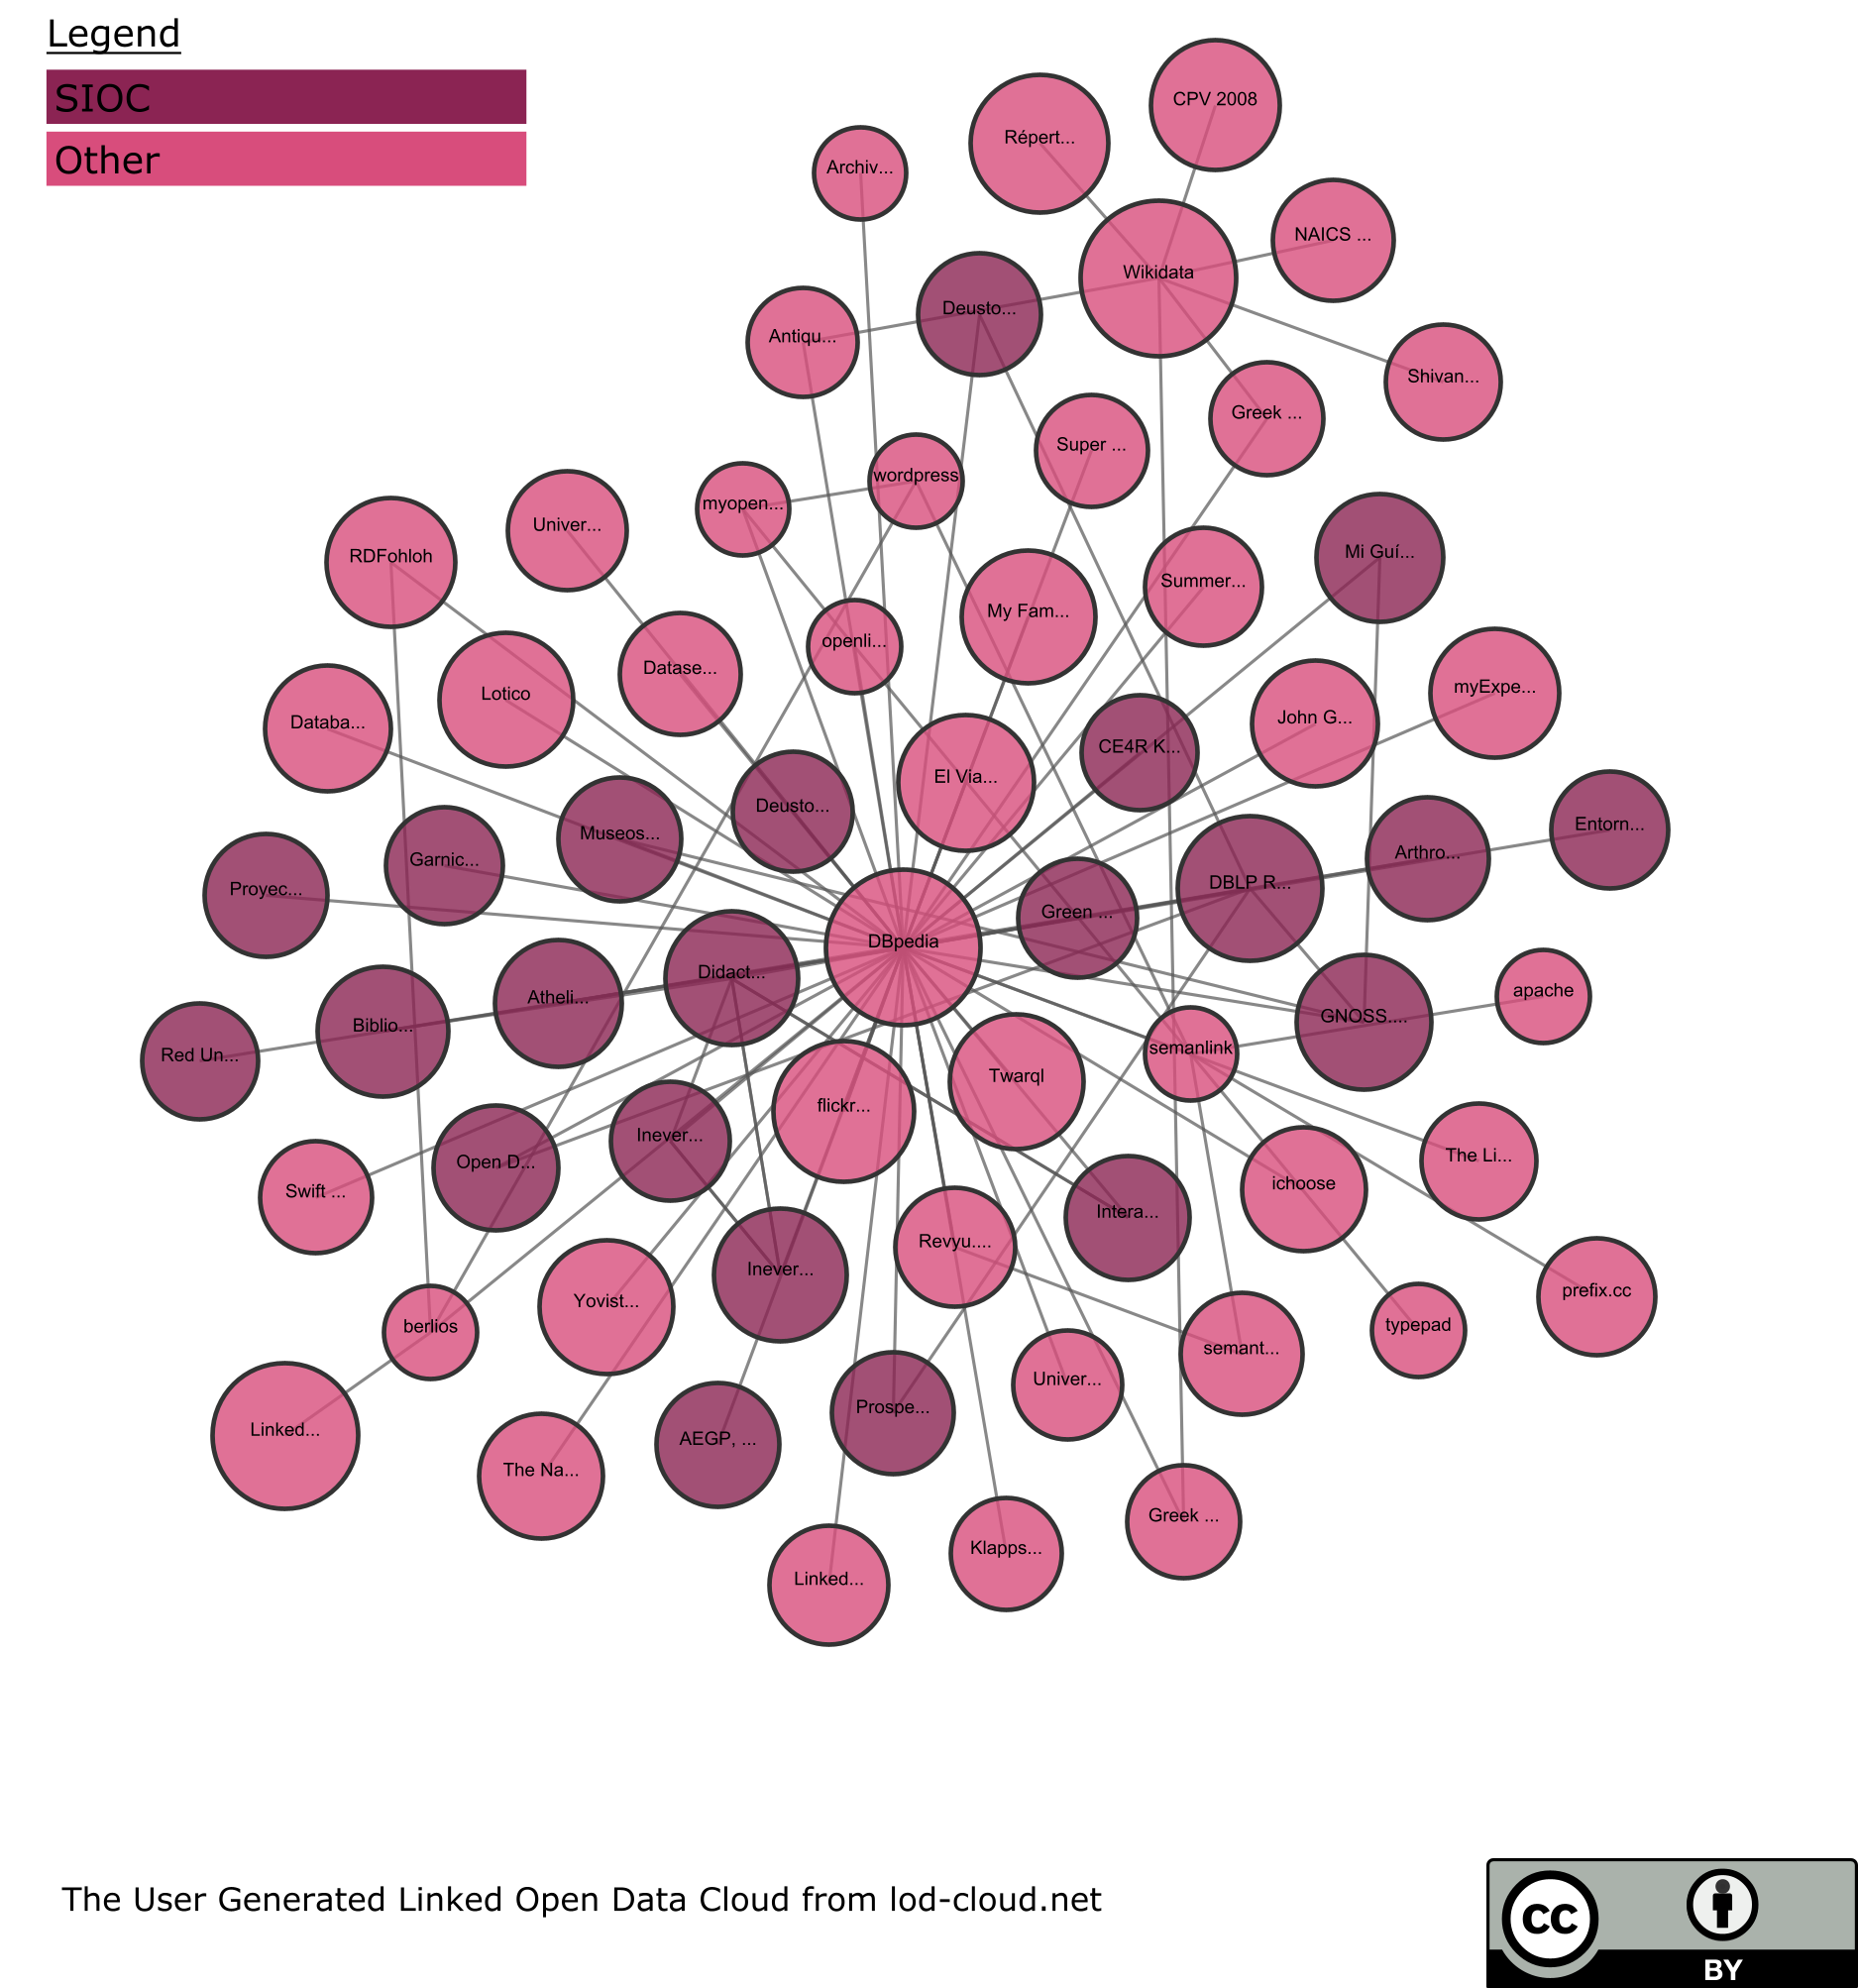 Legend
SIOC
Other
CPV 2008
Répert...
Archiv...
NAICS ...
Wikidata
Deusto...
Antiqu...
Shivan...
Greek ...
Super ...
wordpress
myopen...
Univer...
RDFohloh
Mi Guí...
Summer...
My Fam...
openli...
Datase...
Lotico
myExpe...
John G...
Databa...
CE4R K...
El Via...
Deusto...
Museos...
Entorn...
Arthro...
Garnic...
DBLP R...
Proyec...
Green ...
DBpedia
Didact...
apache
Atheli...
GNOSS....
Biblio...
semanlink
Red Un...
Twarql
flickr...
Inever...
The Li...
Open D...
ichoose
Swift ...
Intera...
Revyu....
Inever...
prefix.cc
Yovist...
typepad
berlios
semant...
Univer...
Prospe...
Linked...
AEGP, ...
The Na...
Greek ...
Klapps...
Linked...
The User Generated Linked Open Data Cloud from lod-cloud.net
cc
BY